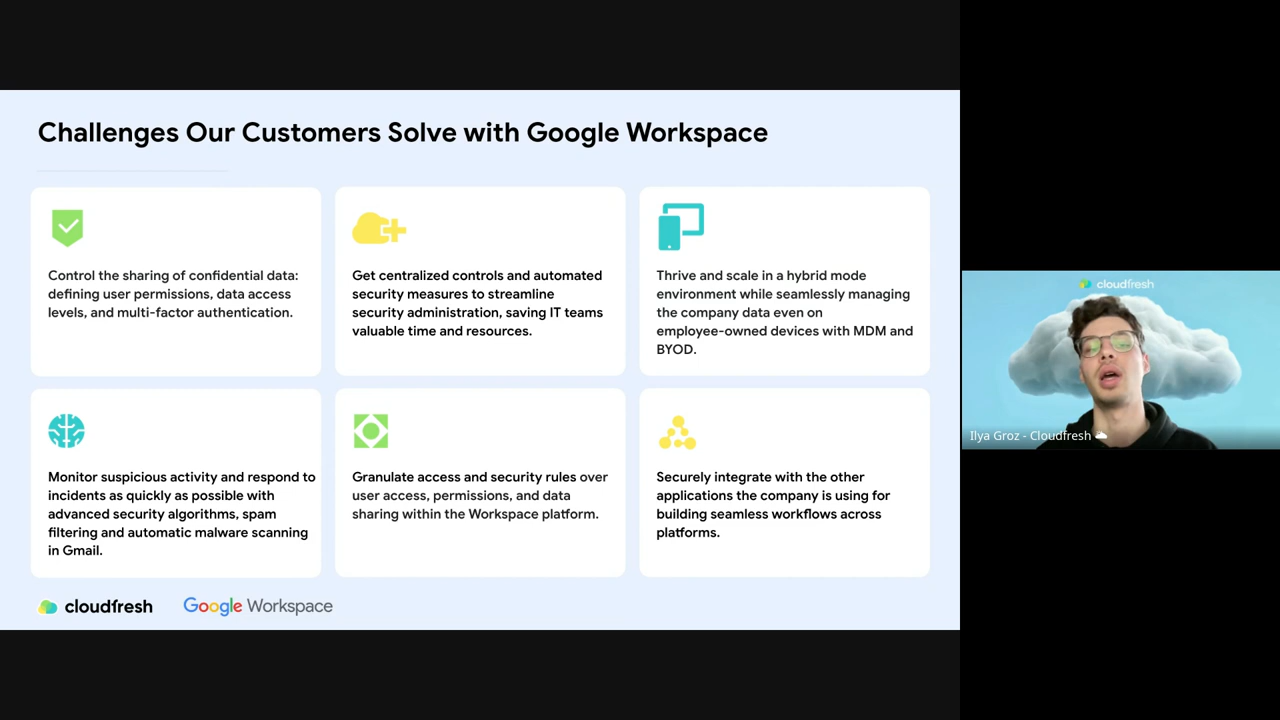 Challenges Our Customers Solve with Google Workspace
Control the sharing of confidential data:
defining user permissions, data access
levels, and multi-factor authentication.
Get centralized controls and automated
security measures to streamline
security administration, saving IT teams
valuable time and resources.
Thrive and scale in a hybrid mode
environment while seamlessly managing
the company data even on
employee-owned devices with MDM and
BYOD.
Monitor suspicious activity and respond to
incidents as quickly as possible with
advanced security algorithms, spam
filtering and automatic malware scanning
in Gmail.
Granulate access and security rules over
user access, permissions, and data
sharing within the Workspace platform.
Securely integrate with the other
applications the company is using for
building seamless workflows across
platforms.
cloudfresh
Google Workspace
cloudfresh
Ilya Groz - Cloudfresh